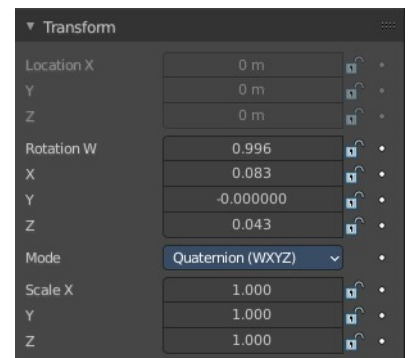 Transform
Location X 0 m
Y 0 m
Z 0 m
Rotation W 0.996
X 0.083
Y -0.000000
Z 0.043
Mode Quaternion (WXYZ)
Scale X 1.000
Y 1.000
Z 1.000